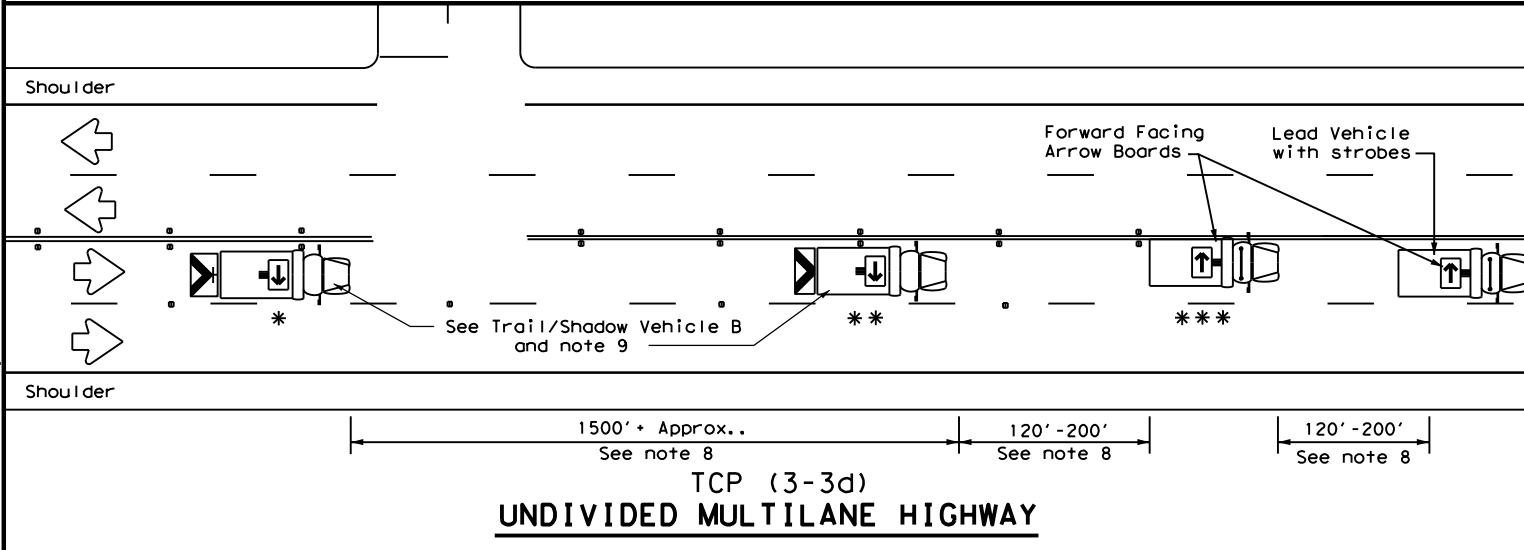 Shoulder
Forward Facing
Arrow Boards
Lead Vehicle
with strobes
*
* *
* * *
See Trail/Shadow Vehicle B
and note 9
Shoulder
1500'+ Approx..
See note 8
120'-200'
See note 8
120'-200'
See note 8
TCP (3-3d)
UNDIVIDED MULTILANE HIGHWAY